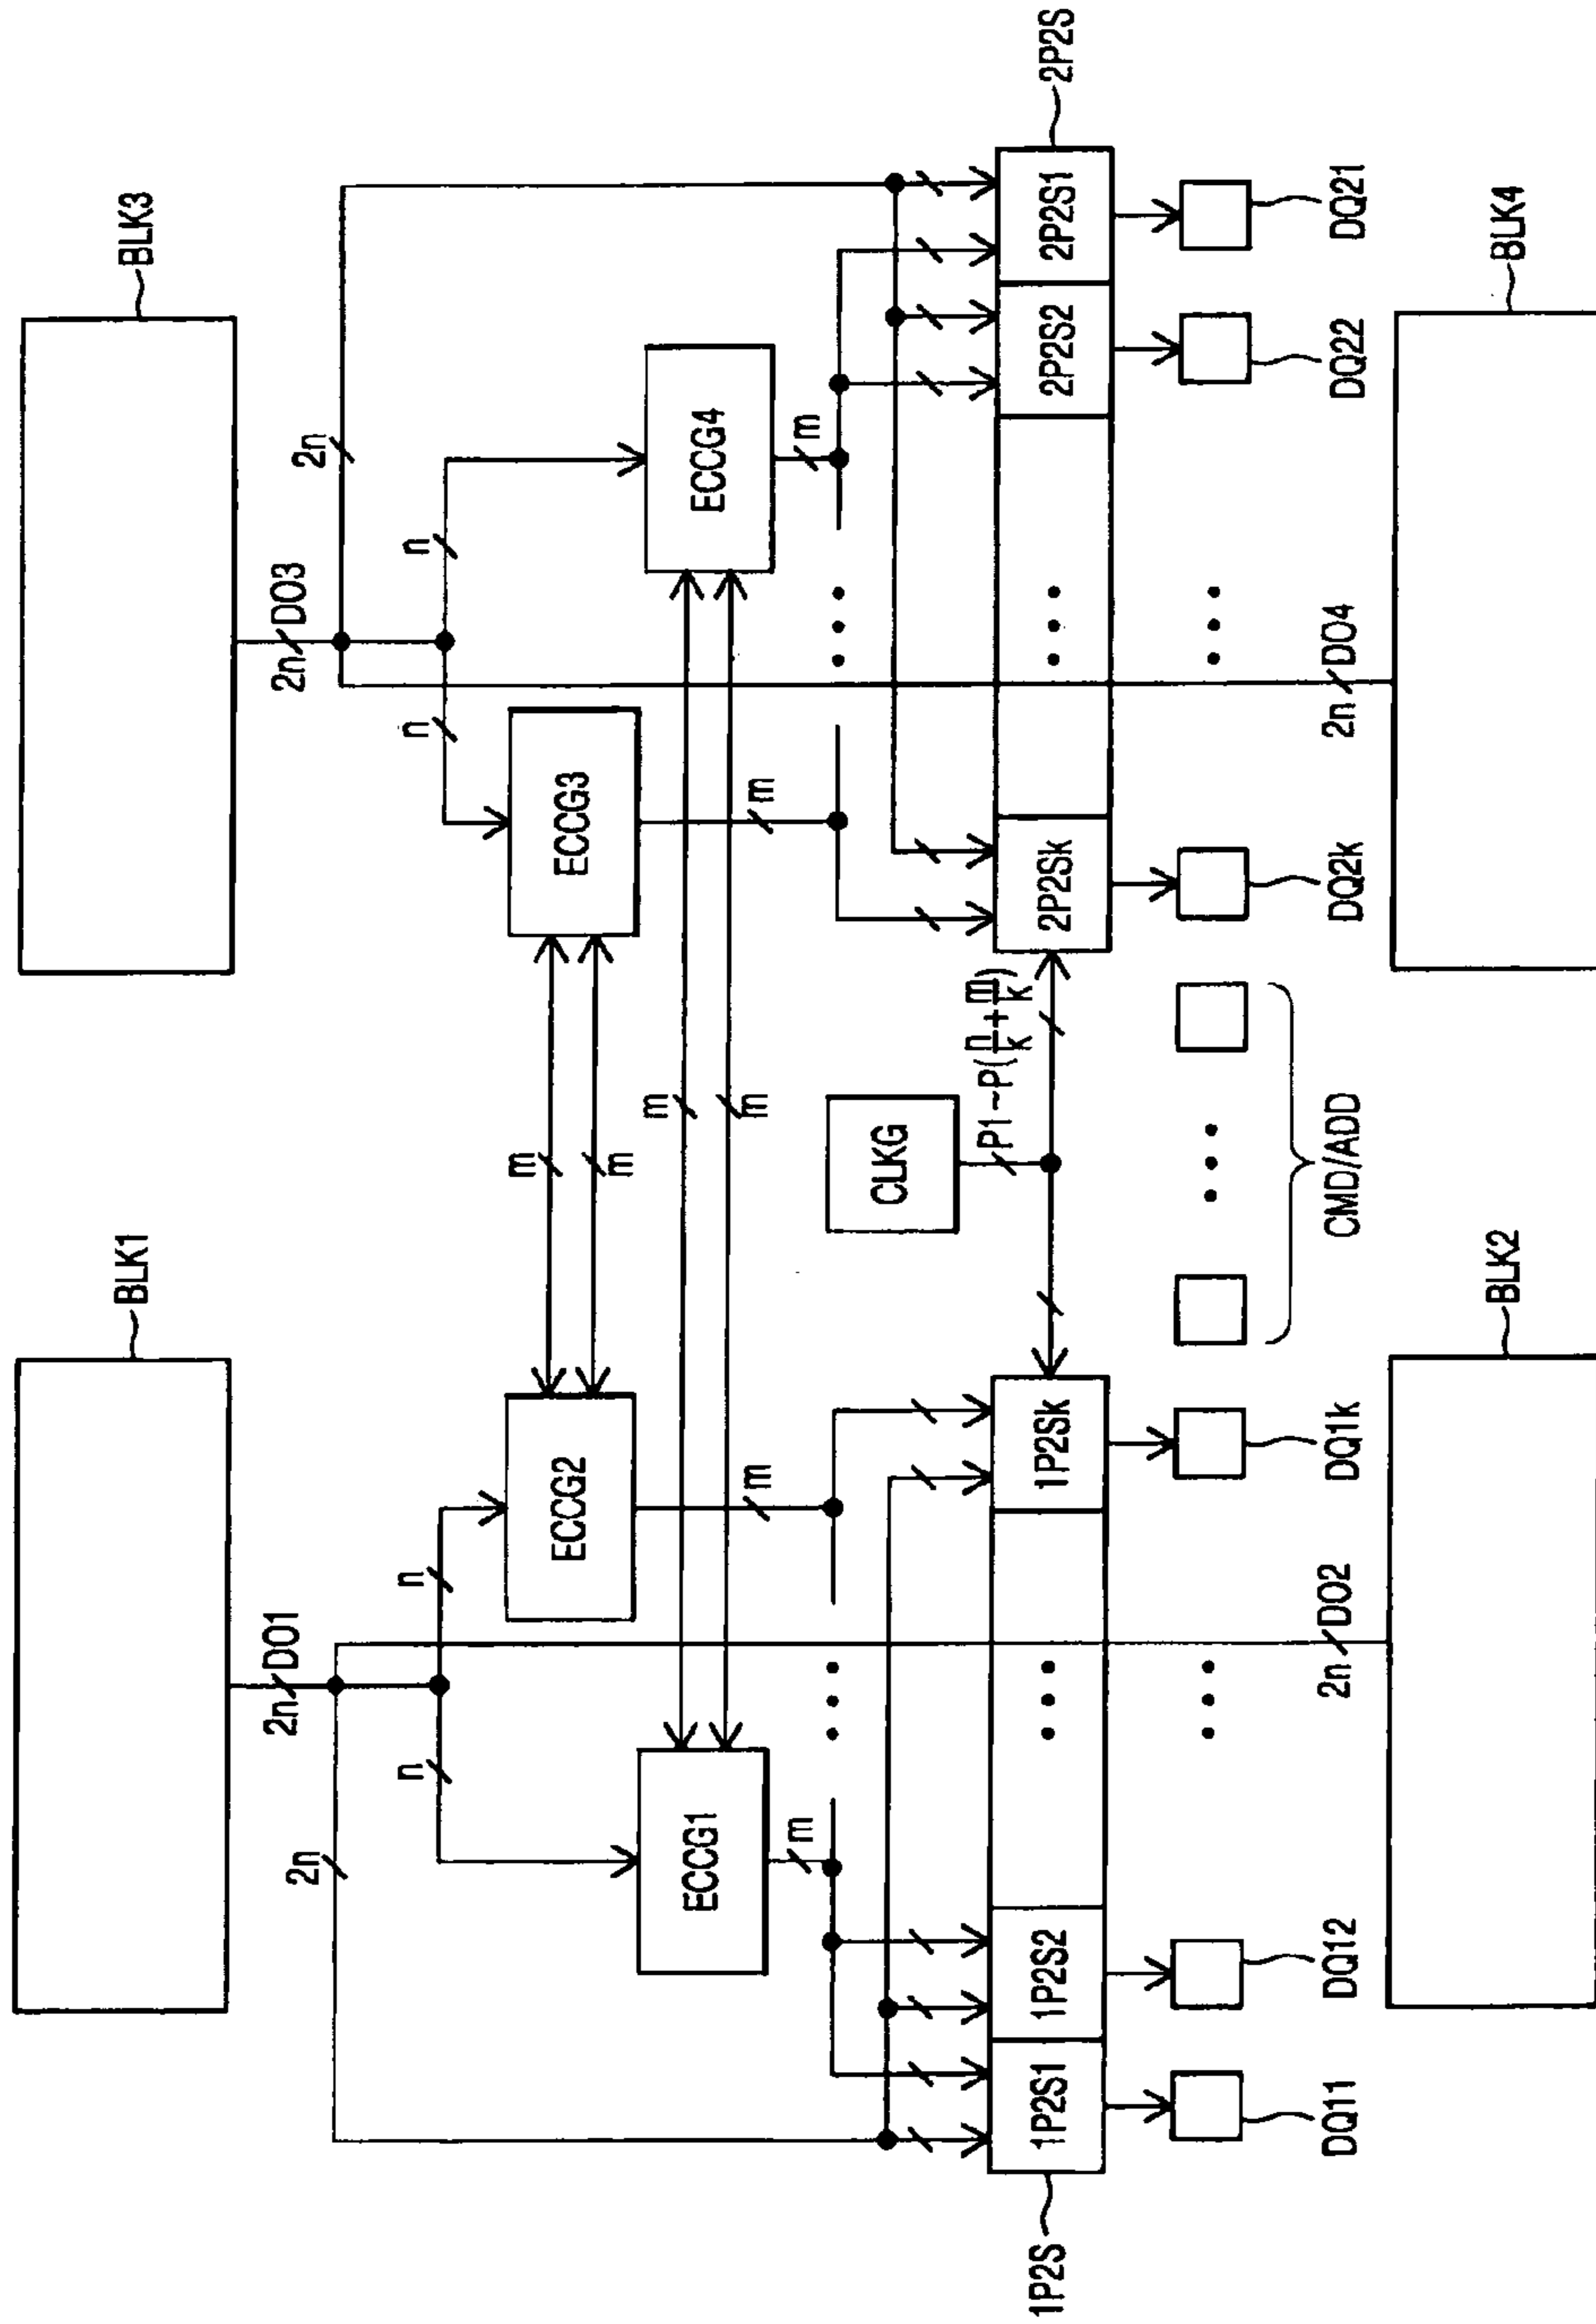 BLK1
BLK3
2n
DO1
2n
DO3
2n
n
n
n
n
2n
ECCG2
m
m
ECCG3
ECCG1
m
m
ECCG4
m
m
m
m
CLKG
P1~P(n/k+m/k)
1P2S
1P2S1
1P2S2
1P2Sk
2P2Sk
2P2S2
2P2S1
2P2S
DQ11
DQ12
DQ1k
CMD/ADD
DQ2k
DQ22
DQ21
2n
DO2
2n
DO4
BLK2
BLK4